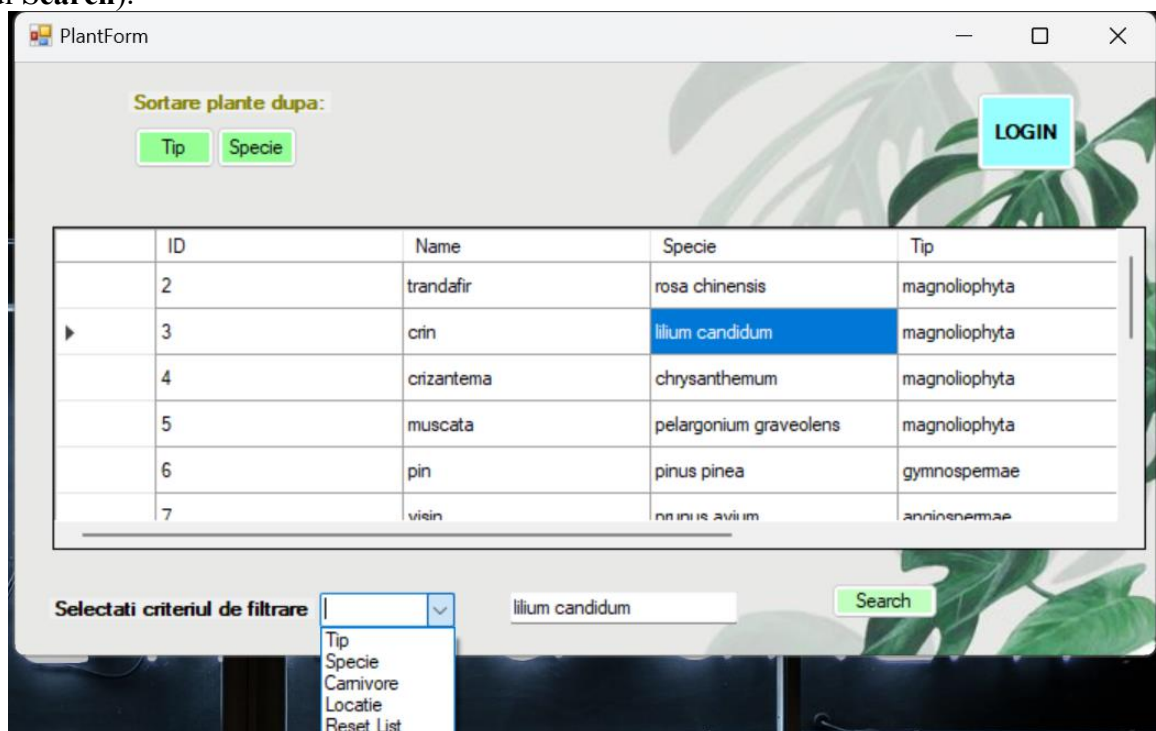 Search).
PlantForm
Sortare plante dupa:
Tip Specie
LOGIN
ID Name Specie Tip
2 trandafir rosa chinensis magnoliophyta
3 crin lilium candidum magnoliophyta
4 crizantema chrysanthemum magnoliophyta
5 muscata pelargonium graveolens magnoliophyta
6 pin pinus pinea gymnospermae
7 visin prunus avium angiospermae
Selectati criteriul de filtrare lilium candidum Search
Tip
Specie
Carnivore
Locatie
Reset List